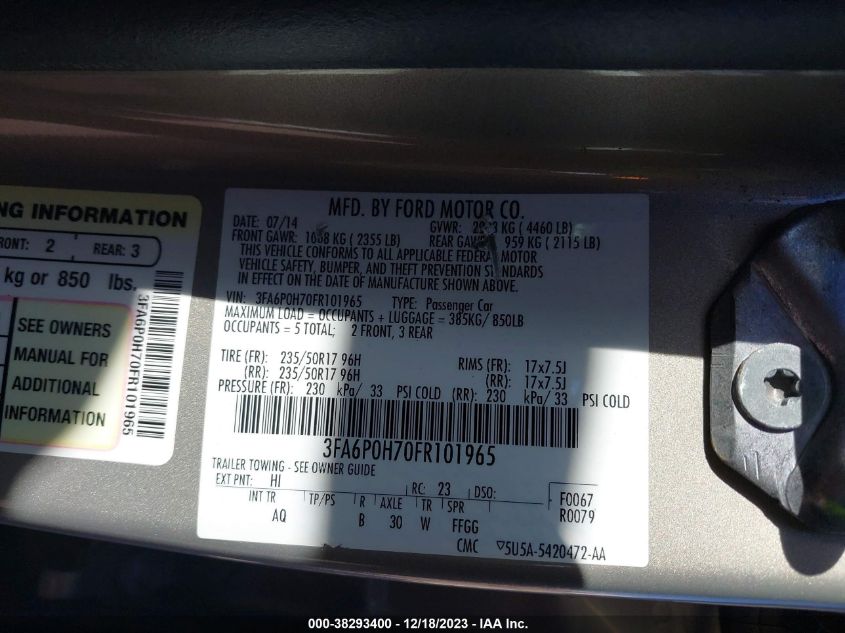 NG INFORMATION
FRONT: 2 REAR: 3
kg or 850 lbs.
SEE OWNERS
MANUAL FOR
ADDITIONAL
INFORMATION
3FA6P0H70FR101965
MFD. BY FORD MOTOR CO.
DATE: 07/14 GVWR: KG ( 4460 LB)
FRONT GAWR: KG ( 2355 LB) REAR GAWR: 959 KG ( 2115 LB)
THIS VEHICLE CONFORMS TO ALL APPLICABLE FEDERAL MOTOR
VEHICLE SAFETY, BUMPER, AND THEFT PREVENTION STANDARDS
IN EFFECT ON THE DATE OF MANUFACTURE SHOWN ABOVE.
VIN: 3FA6P0H70FR101965 TYPE: Passenger Car
MAXIMUM LOAD = OCCUPANTS + LUGGAGE = 385KG/ 850LB
OCCUPANTS = 5 TOTAL; 2 FRONT, 3 REAR
TIRE (FR): 235/50R17 96H RIMS (FR): 17x7.5J
(RR): 235/50R17 96H (RR): 17x7.5J
PRESSURE (FR): 230 kPa/ 33 PSI COLD (RR): 230 kPa/ 33 PSI COLD
3FA6P0H70FR101965
TRAILER TOWING - SEE OWNER GUIDE
EXT PNT: HI RC: 23 DSO: F0067
INT TR TP/PS R AXLE TR SPR R0079
AQ B 30 W FFGG
CMC ▽5U5A-5420472-AA
11
000-38293400 - 12/18/2023 - IAA Inc.